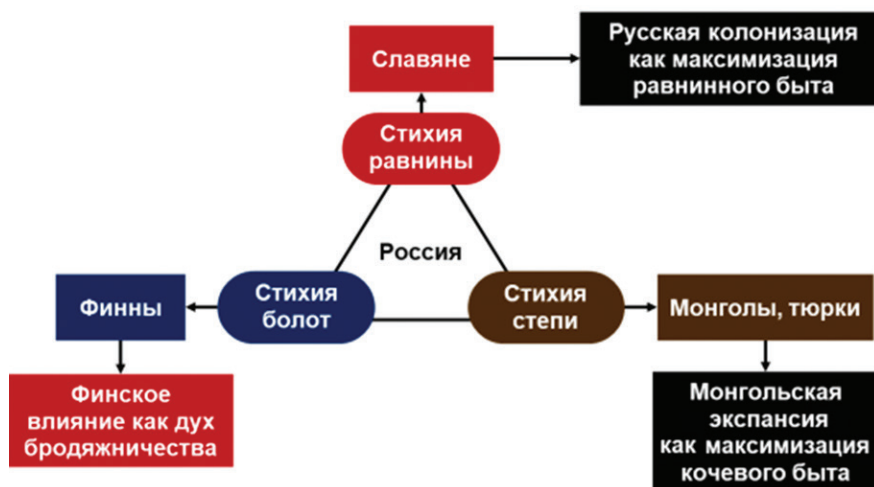 Славяне
Русская колонизация
как максимизация
равнинного быта
Стихия
равнины
Россия
Финны
Стихия
болот
Стихия
степи
Монголы, тюрки
Финское
влияние как дух
бродяжничества
Монгольская
экспансия
как максимизация
кочевого быта